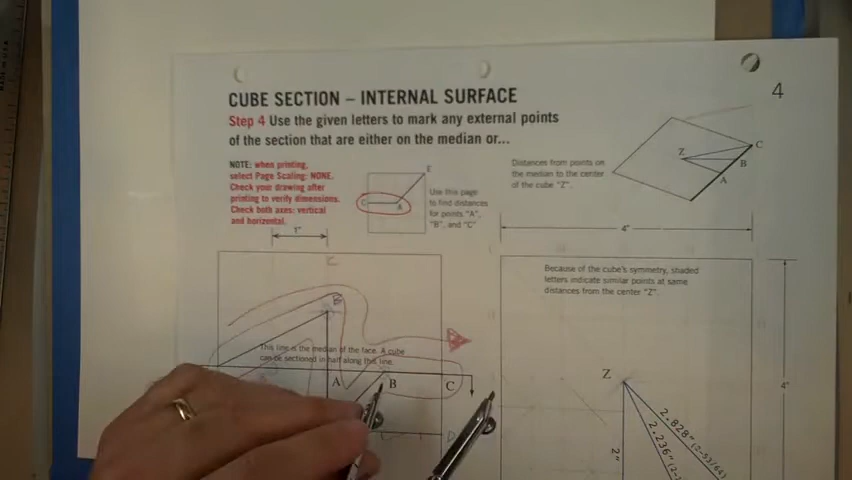 4
CUBE SECTION – INTERNAL SURFACE
Step 4 Use the given letters to mark any external points
of the section that are either on the median or...
NOTE: when printing,
select Page Scaling: NONE.
Check your drawing after
printing to verify dimensions.
Check both axes: vertical
and horizontal.
E
A
Use this page
to find distances
for points "A",
"B", and "C"
Distances from points on
the median to the center
of the cube "Z".
Z
C
B
A
1"
4"
Because of the cube's symmetry, shaded
letters indicate similar points at same
distances from the center "Z".
This line is the median of the face. A cube
can be sectioned in half along this line.
A
B
C
D
Z
2.828" (2-53/64)
2.236"
2"
4"